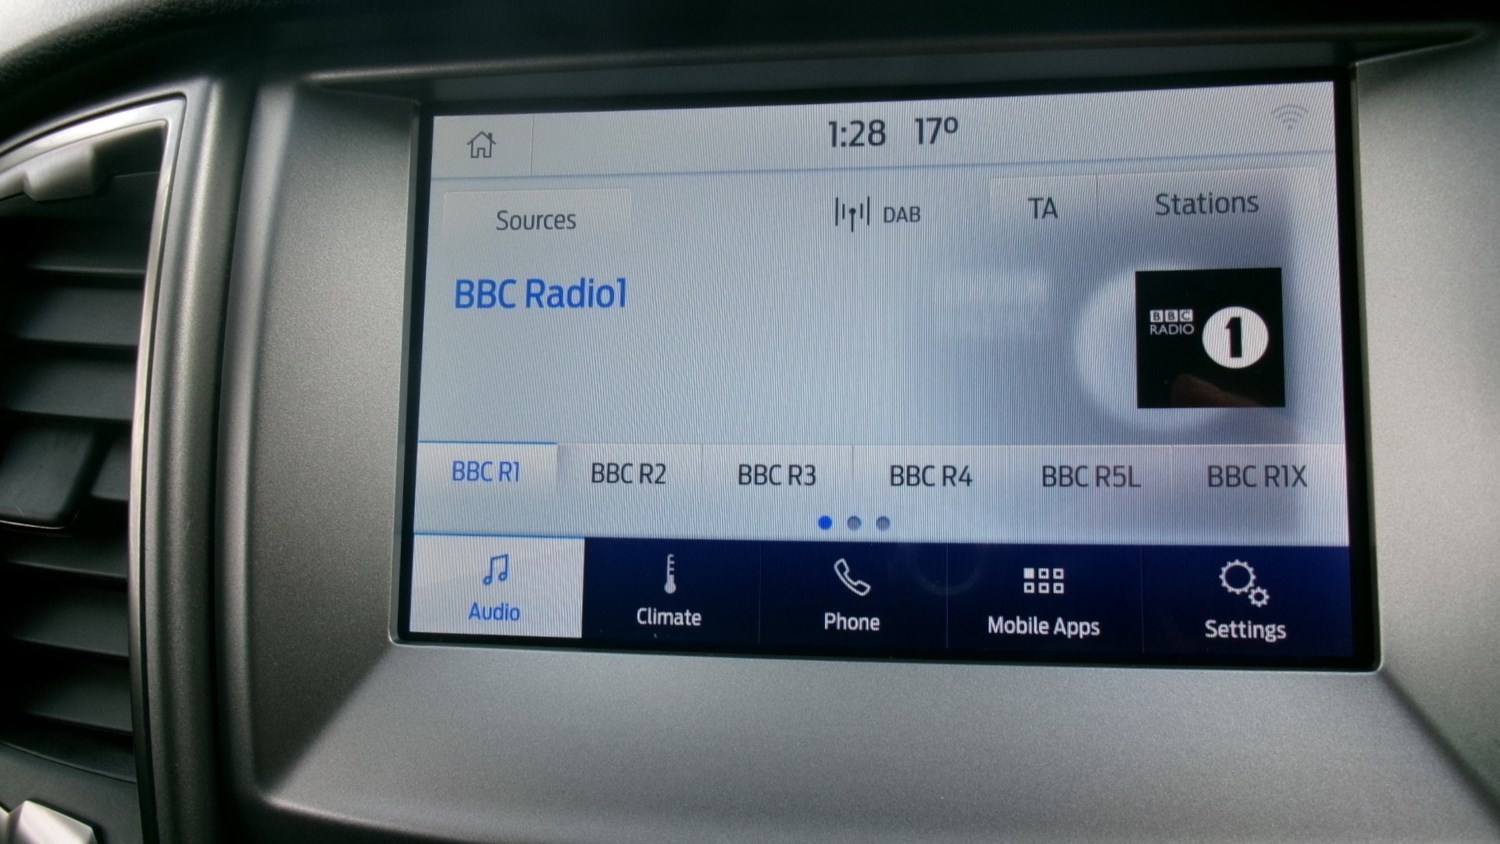 1:28 17°
Sources
DAB
TA
Stations
BBC Radio1
BBC
RADIO
1
BBC R1
BBC R2
BBC R3
BBC R4
BBC R5L
BBC R1X
Audio
Climate
Phone
Mobile Apps
Settings